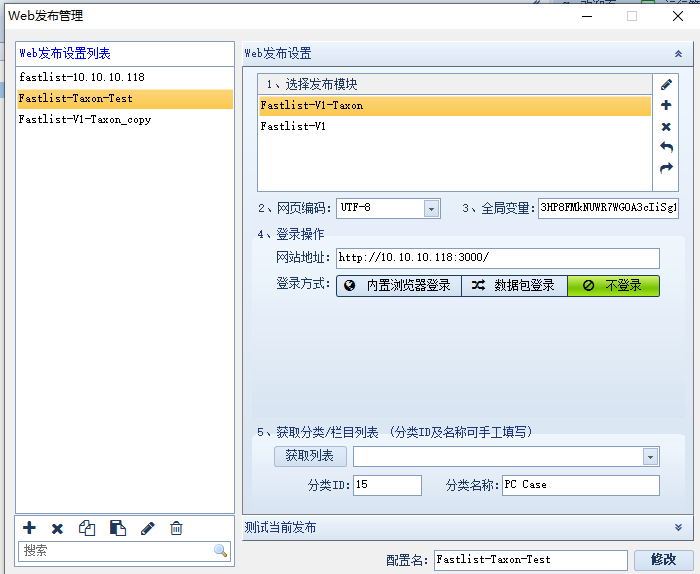 Web发布管理
Web发布设置列表
fastlist-10.10.10.118
Fastlist-Taxon-Test
Fastlist-V1-Taxon_copy
搜索
Web发布设置
1、选择发布模块
Fastlist-V1-Taxon
Fastlist-V1
2、网页编码: UTF-8 3、全局变量:
4、登录操作
网站地址: http://10.10.10.118:3000/
登录方式: 内置浏览器登录 数据包登录 不登录
5、获取分类/栏目列表 (分类ID及名称可手工填写)
获取列表
分类ID: 15 分类名称: PC Case
测试当前发布
配置名: Fastlist-Taxon-Test 修改